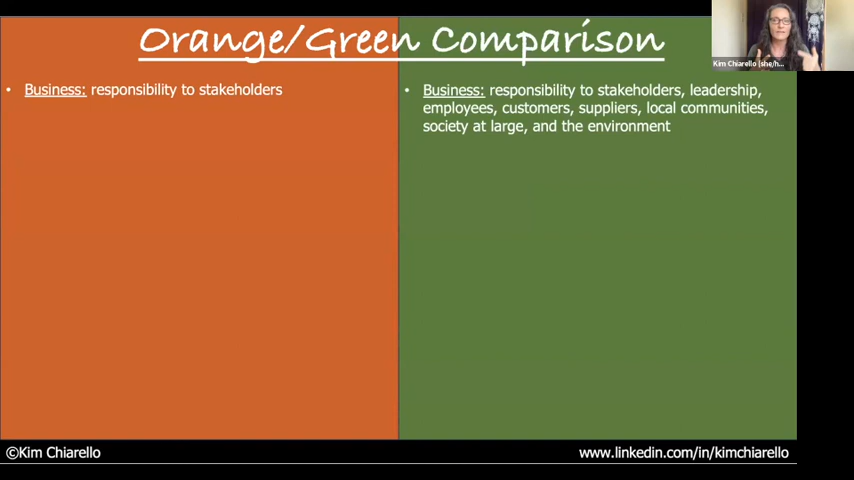 Orange/Green Comparison
Kim Chiarello (she/h...
• Business: responsibility to stakeholders
• Business: responsibility to stakeholders, leadership,
employees, customers, suppliers, local communities,
society at large, and the environment
©Kim Chiarello
www.linkedin.com/in/kimchiarello